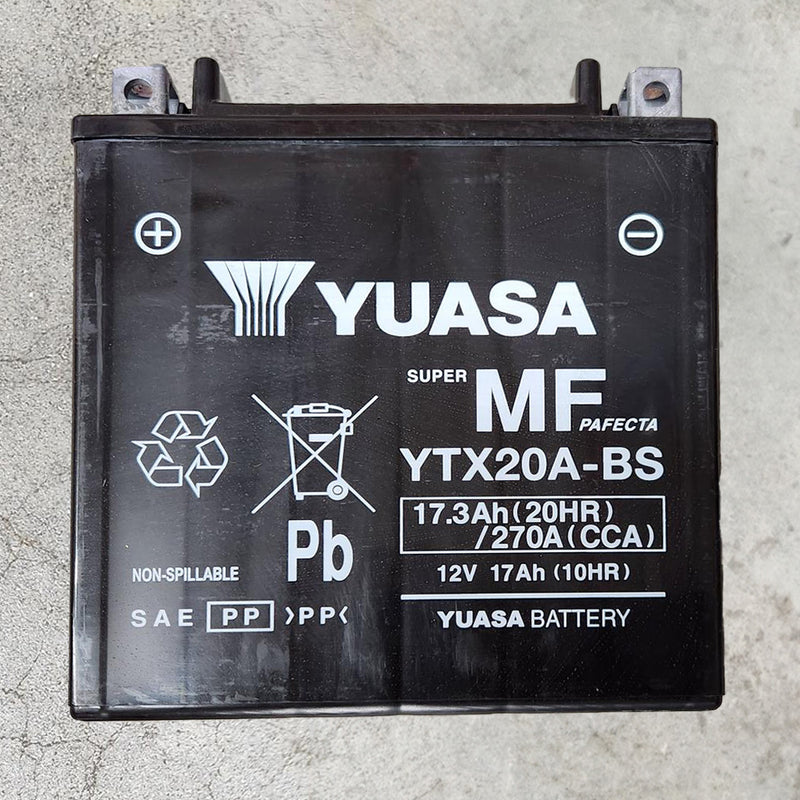 + −
YUASA
SUPER MF PAFECTA
YTX20A-BS
17.3Ah(20HR)
/270A(CCA)
12V 17Ah (10HR)
YUASA BATTERY
Pb
NON-SPILLABLE
SAE PP >PP<